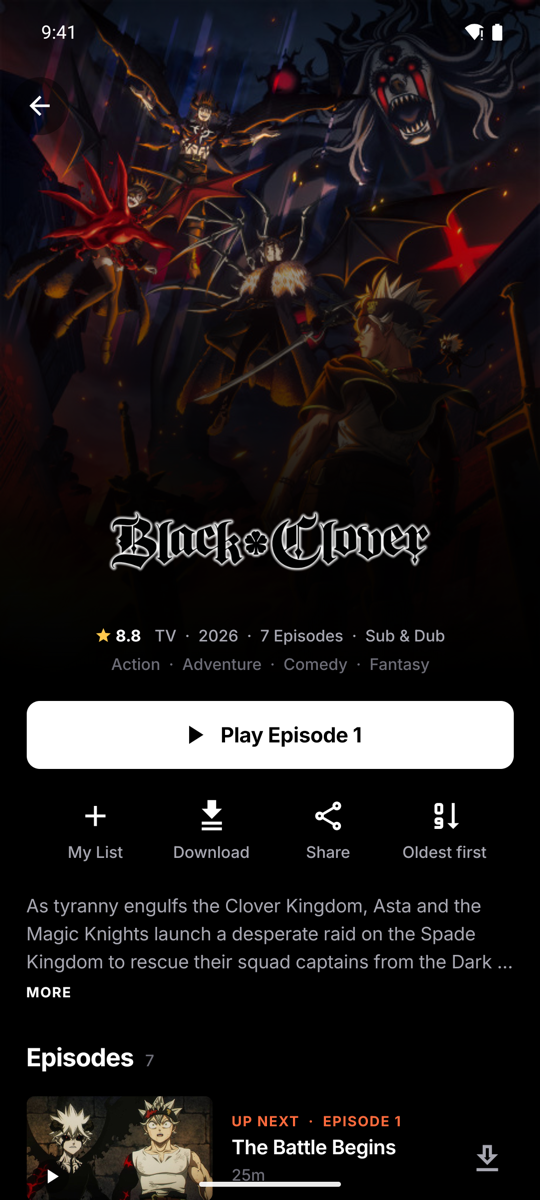 9:41
Black Clover
8.8 TV · 2026 · 7 Episodes · Sub & Dub
Action · Adventure · Comedy · Fantasy
Play Episode 1
My List Download Share Oldest first
As tyranny engulfs the Clover Kingdom, Asta and the
Magic Knights launch a desperate raid on the Spade
Kingdom to rescue their squad captains from the Dark ...
MORE
Episodes 7
UP NEXT · EPISODE 1
The Battle Begins
25m